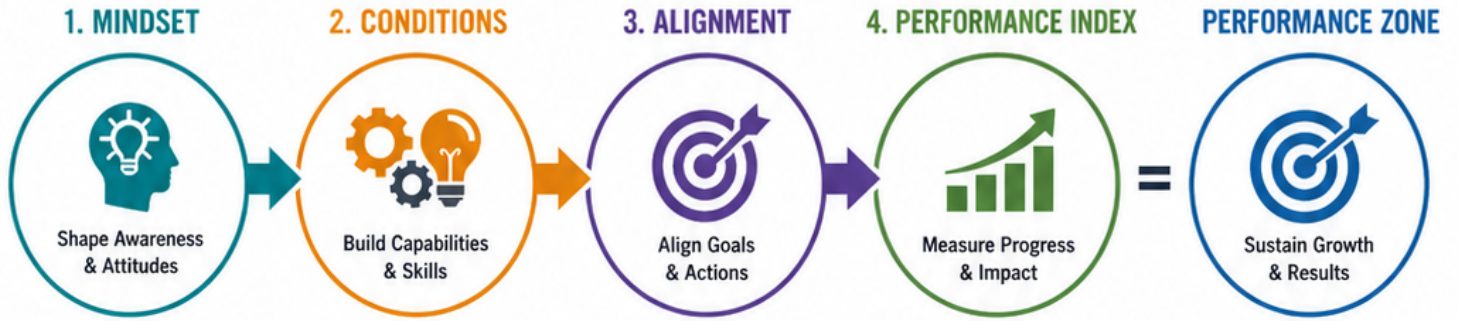 1. MINDSET
2. CONDITIONS
3. ALIGNMENT
4. PERFORMANCE INDEX
PERFORMANCE ZONE
Shape Awareness
& Attitudes
Build Capabilities
& Skills
Align Goals
& Actions
Measure Progress
& Impact
=
Sustain Growth
& Results